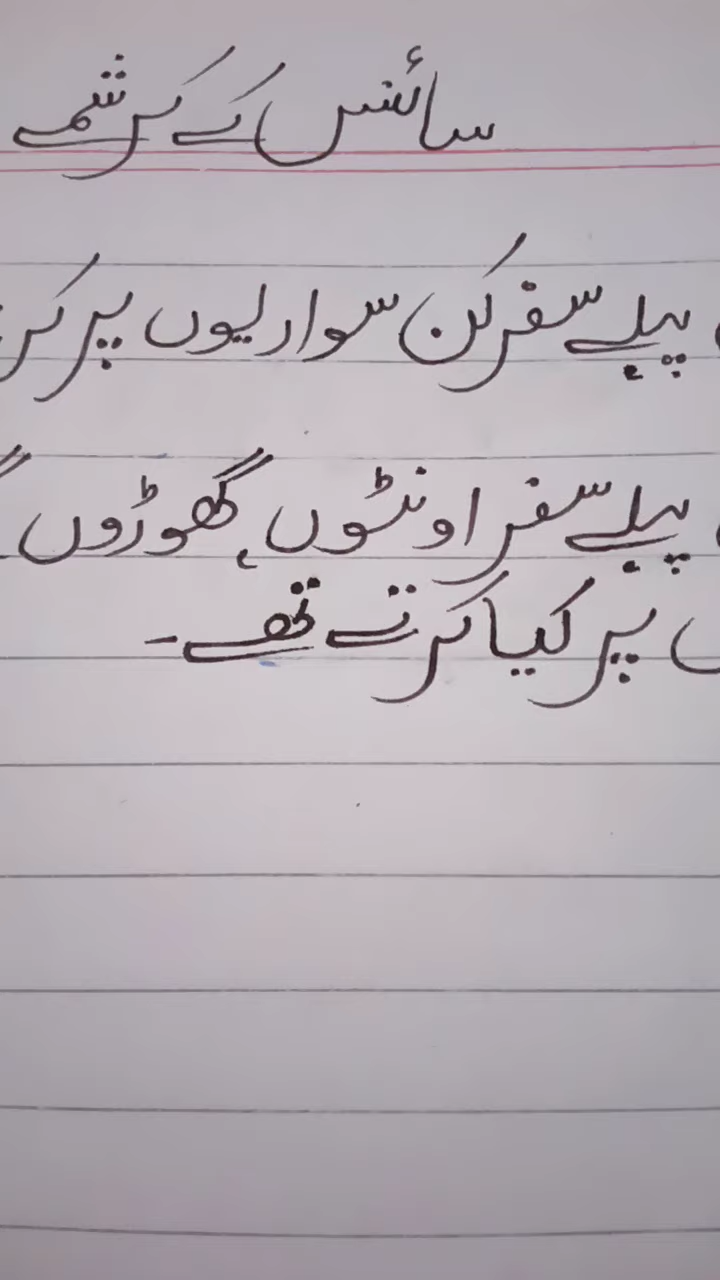 سائنس کے کرشمے
پہلے سفر کن سواریوں پر
پہلے سفر اونٹوں، گھوڑوں
پر کیا کرتے تھے۔